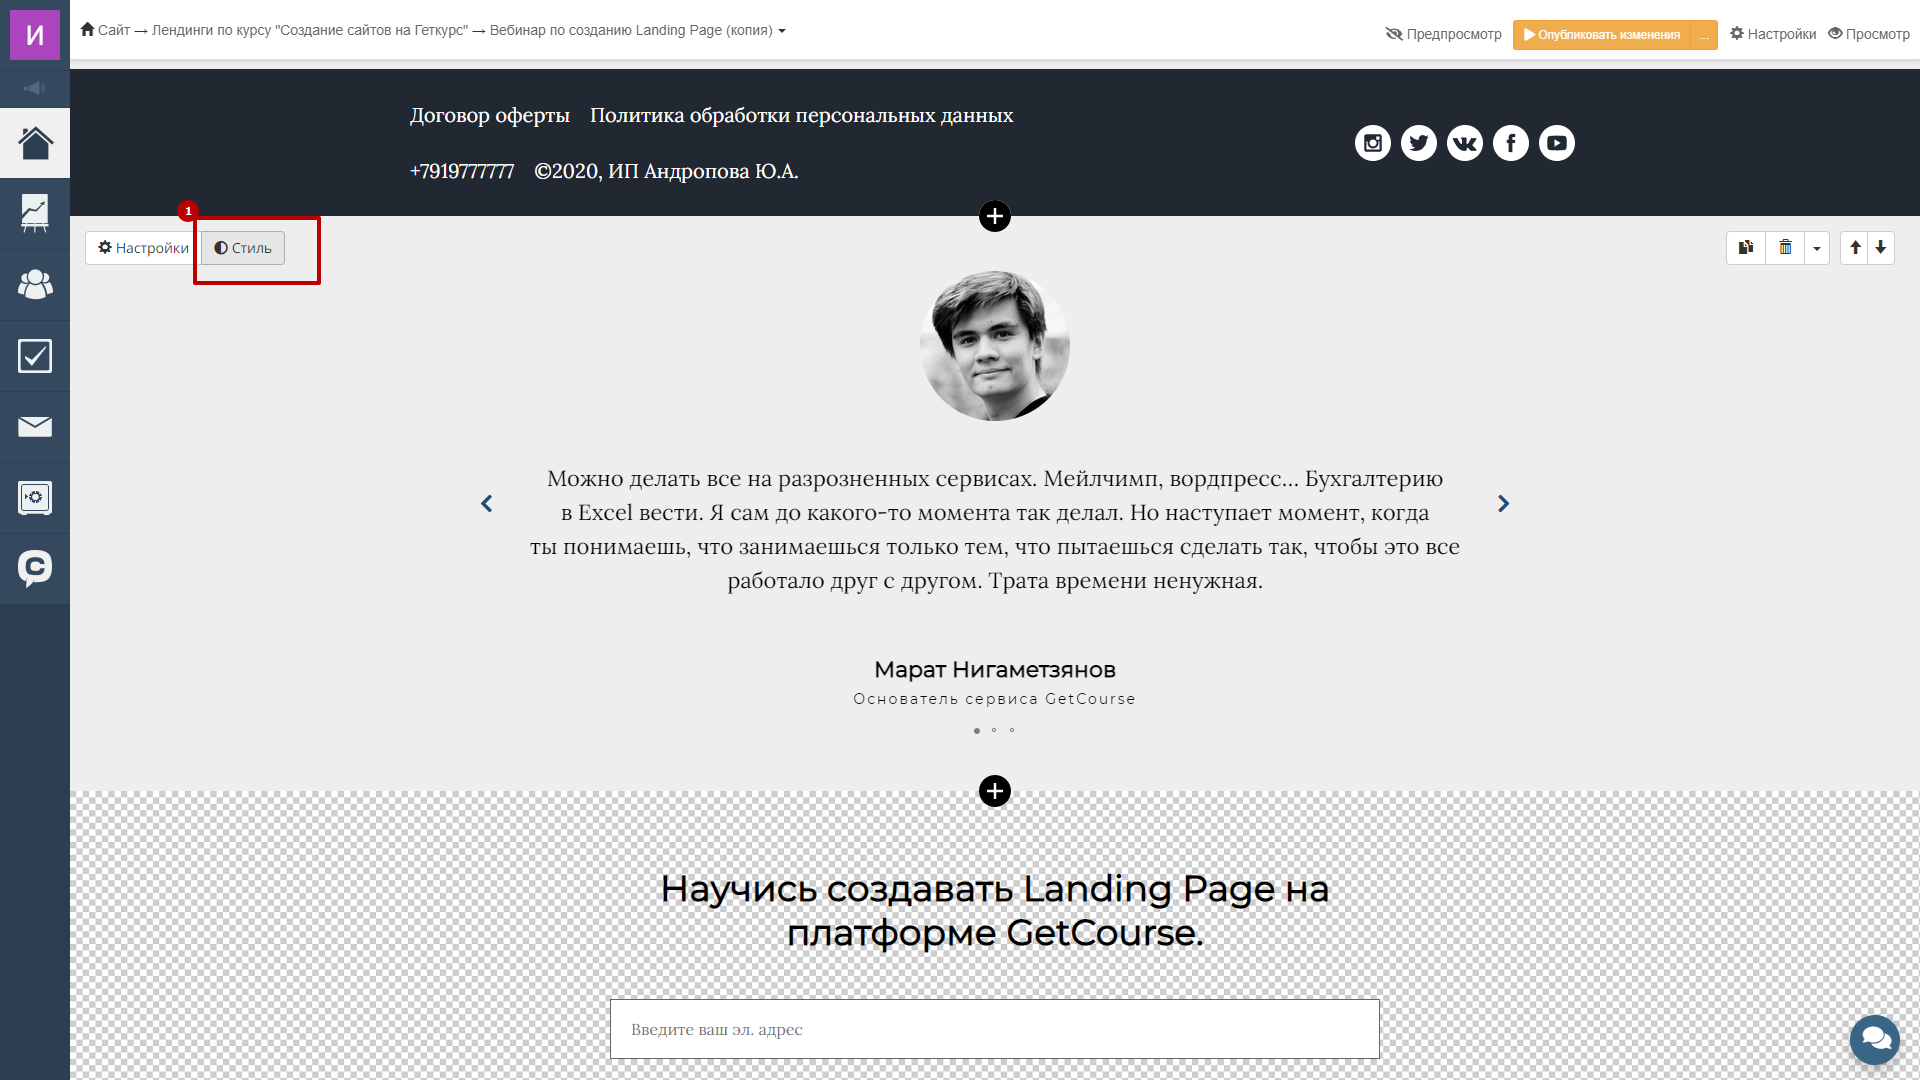 И
Сайт → Лендинги по курсу "Создание сайтов на Геткурс" → Вебинар по созданию Landing Page (копия)
Предпросмотр
Опубликовать изменения
...
Настройки
Просмотр
Договор оферты Политика обработки персональных данных
+7919777777 ©2020, ИП Андропова Ю.А.
1
Настройки
Стиль
Можно делать все на разрозненных сервисах. Мейлчимп, вордпресс... Бухгалтерию
в Excel вести. Я сам до какого-то момента так делал. Но наступает момент, когда
ты понимаешь, что занимаешься только тем, что пытаешься сделать так, чтобы это все
работало друг с другом. Трата времени ненужная.
Марат Нигаметзянов
Основатель сервиса GetCourse
Научись создавать Landing Page на
платформе GetCourse.
Введите ваш эл. адрес